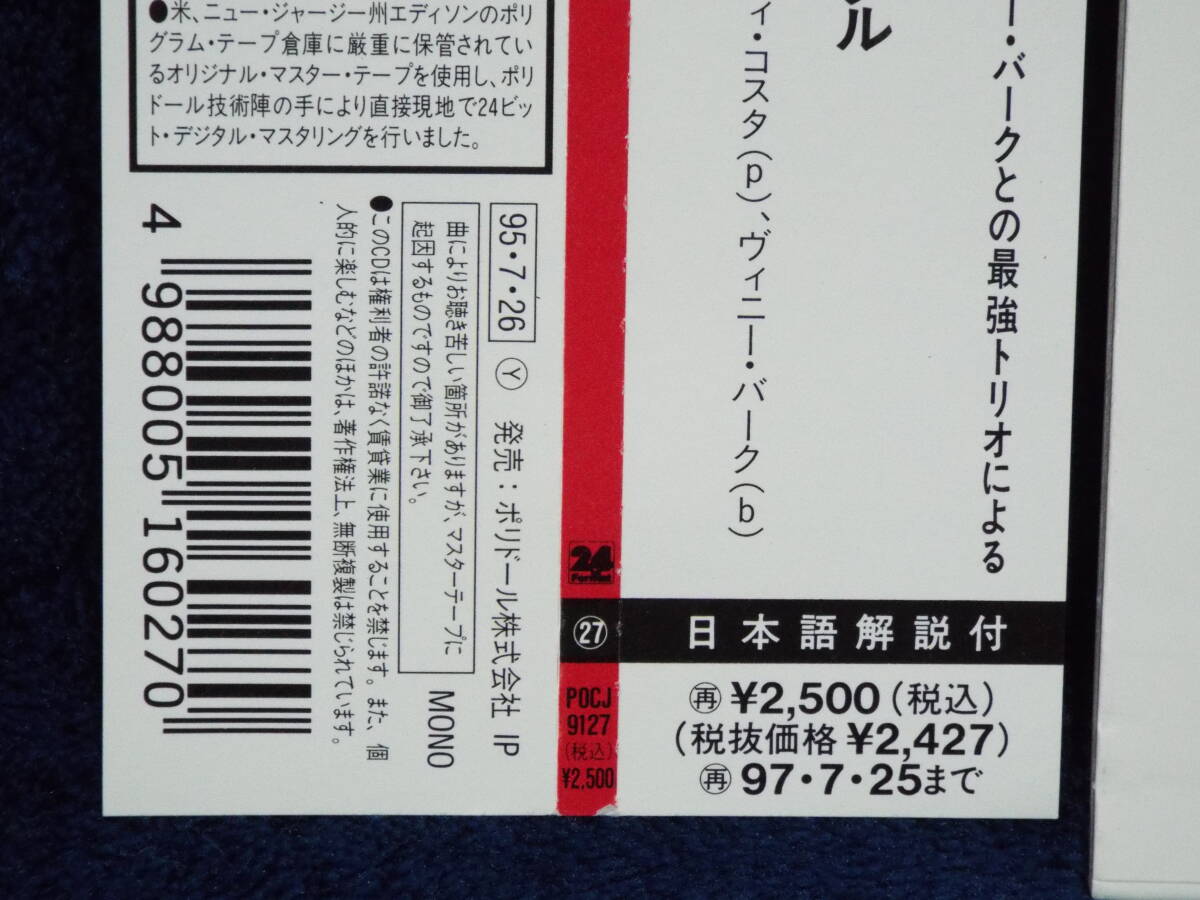 ●米、ニュー・ジャージー州エディソンのポリ
グラム・テープ倉庫に厳重に保管されてい
るオリジナル・マスター・テープを使用し、ポリ
ドール技術陣の手により直接現地で24ビッ
ト・デジタル・マスタリングを行いました。
95・7・26 Ⓨ 発売：ポリドール株式会社 IP
曲によりお聴き苦しい箇所がありますが、マスターテープに
起因するものですので御了承下さい。
MONO
●このCDは権利者の許諾なく賃貸業に使用することを禁じます。また、個
人的に楽しむなどのほかは、著作権法上、無断複製は禁じられています。
4 988005 160270
24
Format
㉗
POCJ
9127
(税込)
¥2,500
ー・バークとの最強トリオによる
ル
ィ・コスタ(p)、ヴィニー・バーク(b)
日本語解説付
再 ¥2,500(税込)
(税抜価格 ¥2,427)
再 97・7・25まで